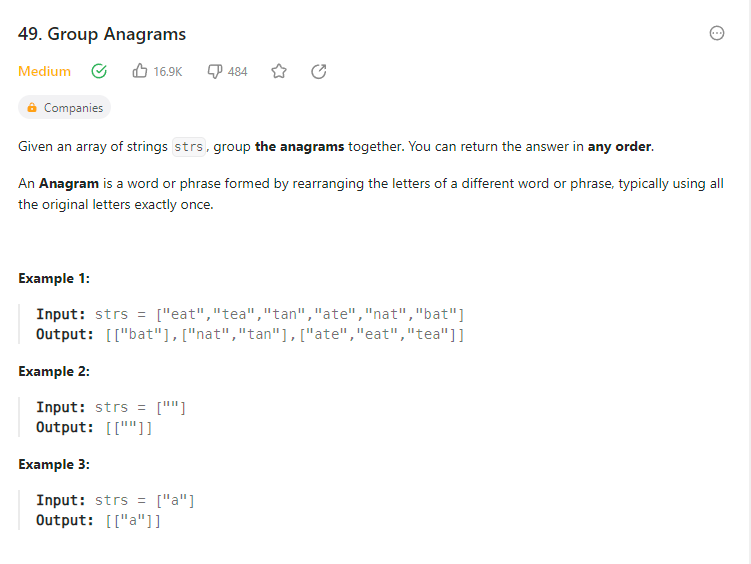 49. Group Anagrams
Medium 16.9K 484
Companies
Given an array of strings strs, group the anagrams together. You can return the answer in any order.
An Anagram is a word or phrase formed by rearranging the letters of a different word or phrase, typically using all
the original letters exactly once.
Example 1:
Input: strs = ["eat","tea","tan","ate","nat","bat"]
Output: [["bat"],["nat","tan"],["ate","eat","tea"]]
Example 2:
Input: strs = [""]
Output: [[""]]
Example 3:
Input: strs = ["a"]
Output: [["a"]]